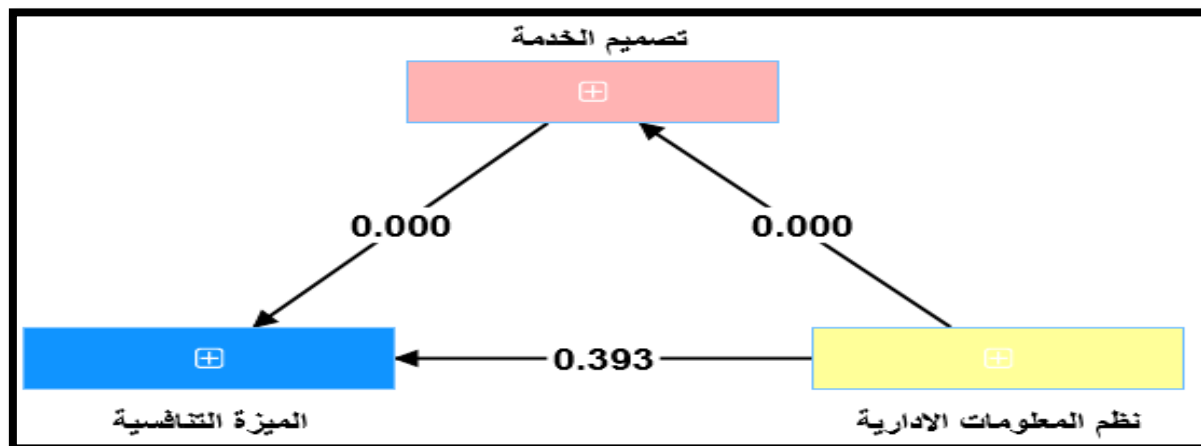 تصميم الخدمة
0.000
0.000
0.393
نظم المعلومات الادارية
الميزة التنافسية